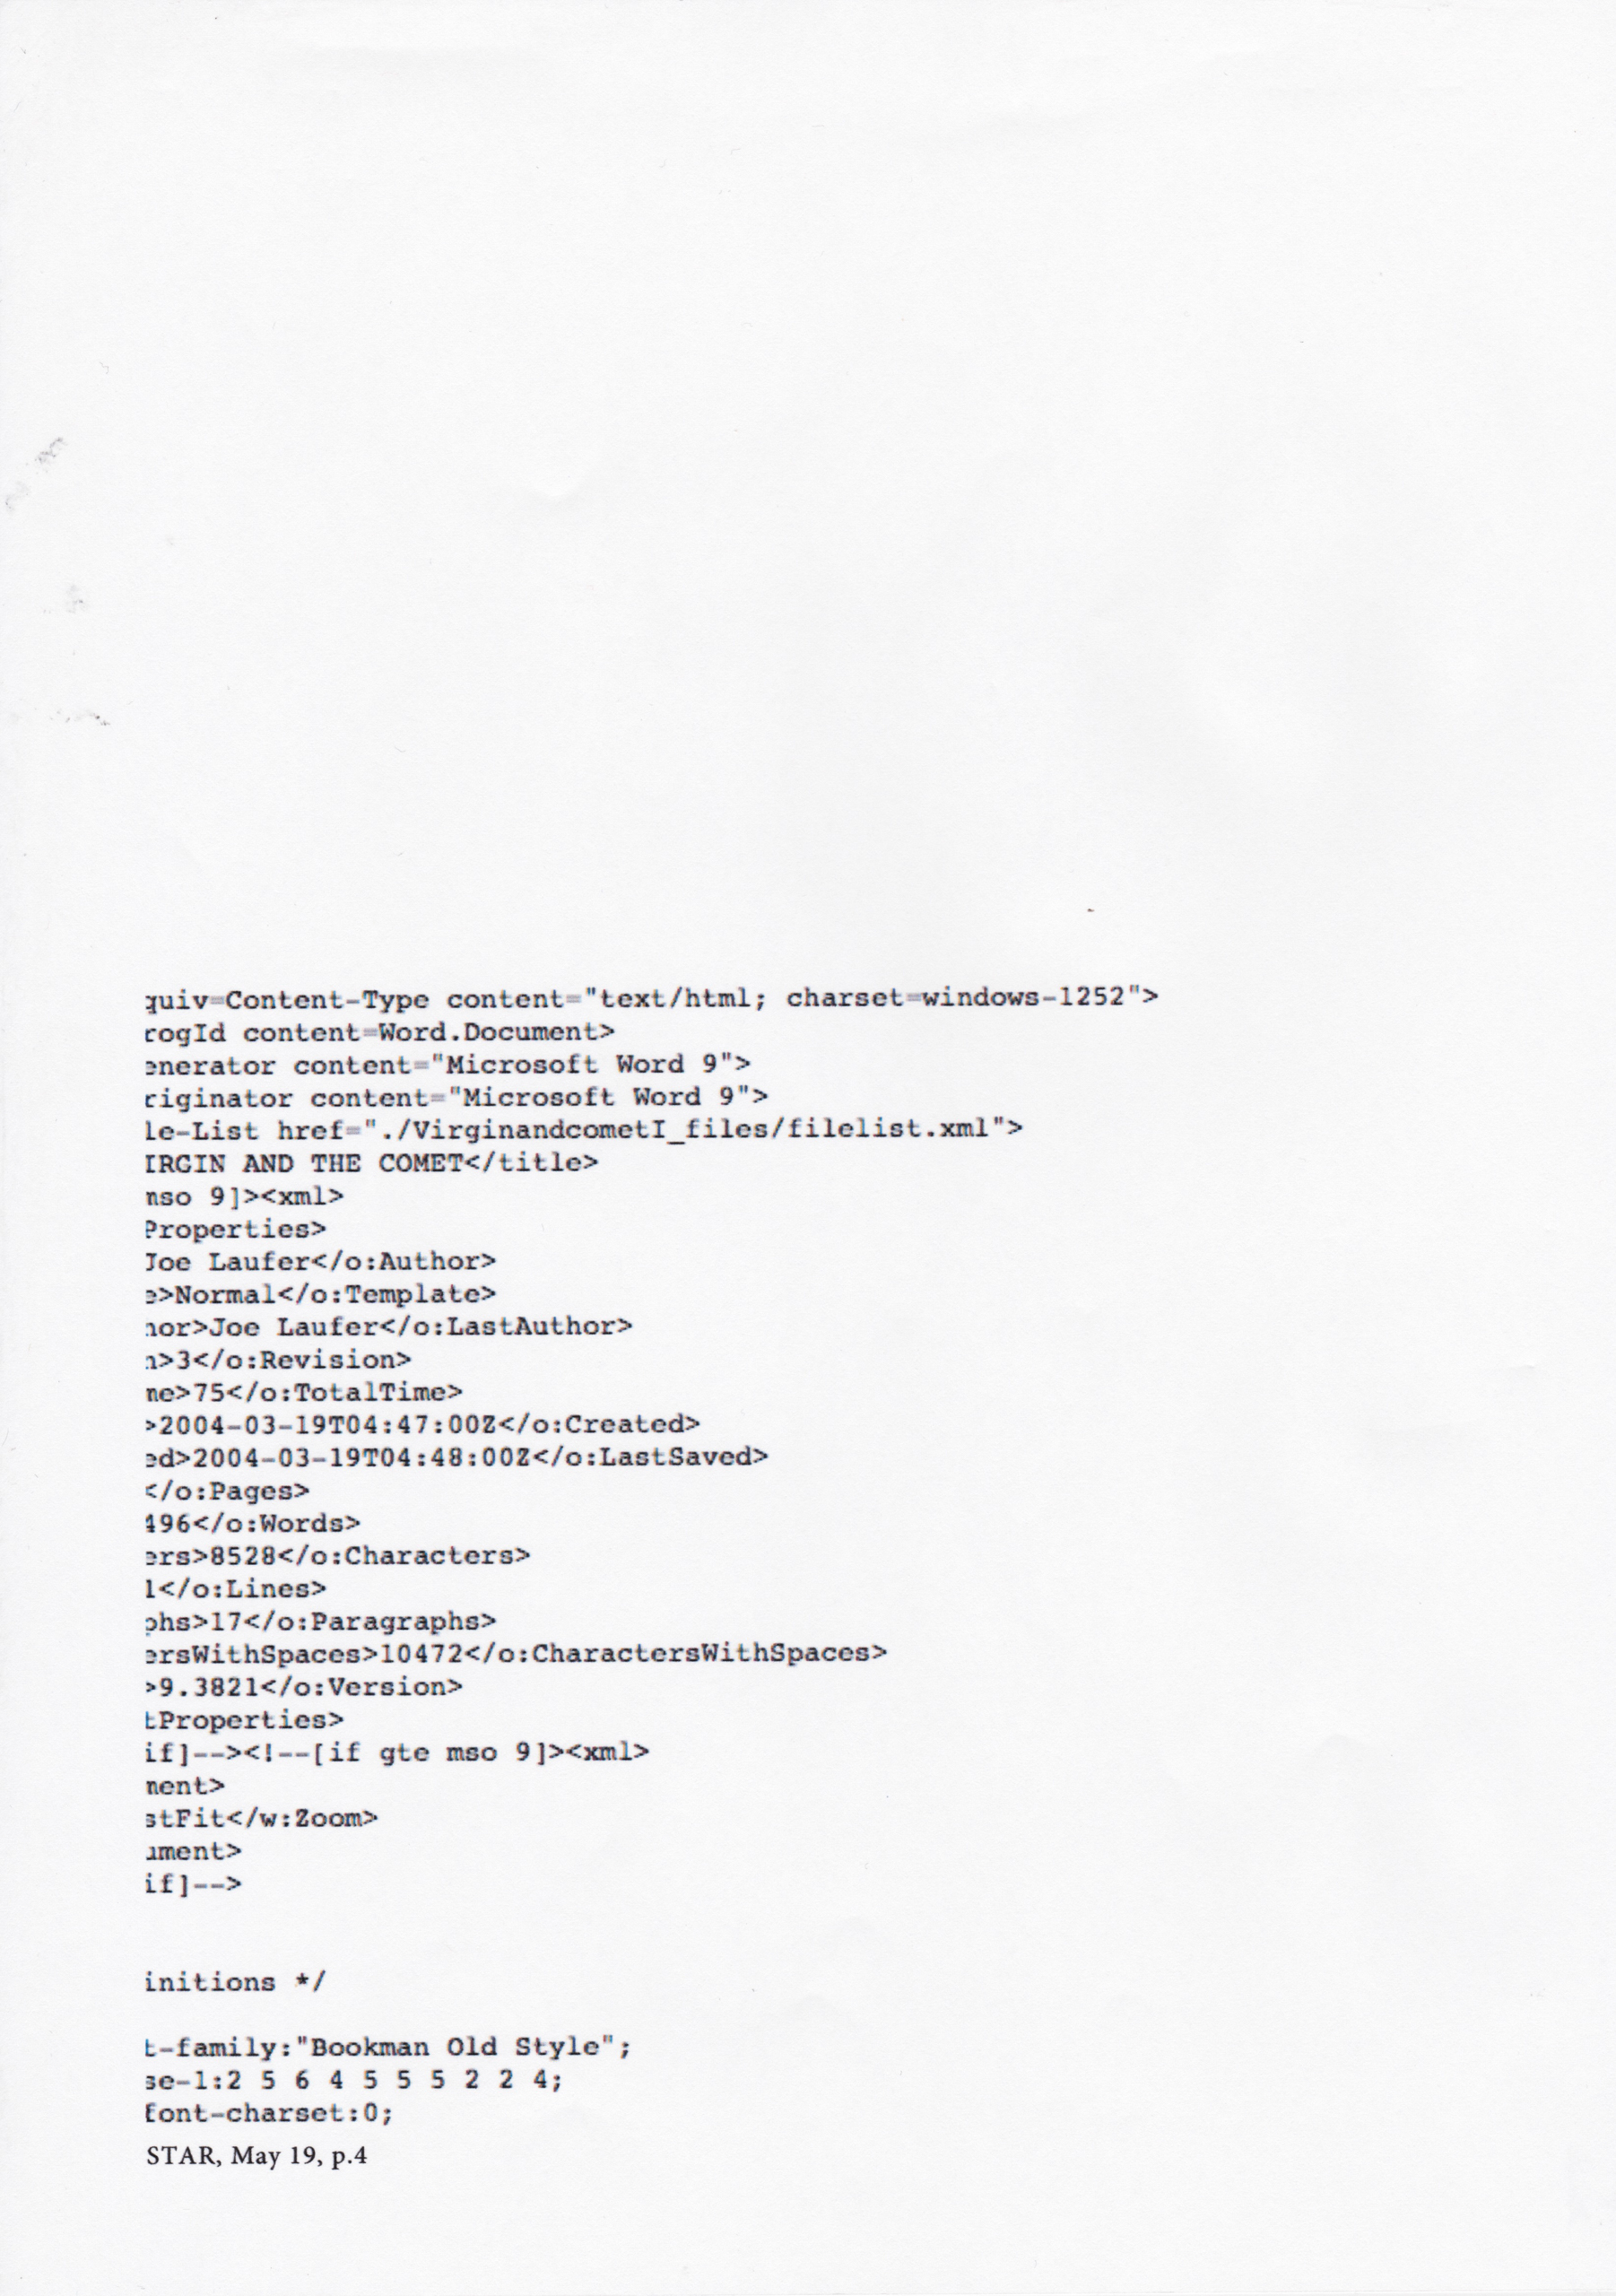 quiv=Content-Type content="text/html; charset=windows-1252">
rogId content=Word.Document>
enerator content="Microsoft Word 9">
riginator content="Microsoft Word 9">
le-List href="./VirginandcometI_files/filelist.xml">
IRGIN AND THE COMET</title>
mso 9]><xml>
Properties>
Joe Laufer</o:Author>
e>Normal</o:Template>
hor>Joe Laufer</o:LastAuthor>
n>3</o:Revision>
me>75</o:TotalTime>
>2004-03-19T04:47:00Z</o:Created>
ed>2004-03-19T04:48:00Z</o:LastSaved>
</o:Pages>
496</o:Words>
ers>8528</o:Characters>
1</o:Lines>
phs>17</o:Paragraphs>
ersWithSpaces>10472</o:CharactersWithSpaces>
>9.3821</o:Version>
tProperties>
if]--><!--[if gte mso 9]><xml>
ment>
stFit</w:Zoom>
ument>
if]-->
initions */
t-family:"Bookman Old Style";
se-1:2 5 6 4 5 5 5 2 2 4;
font-charset:0;
STAR, May 19, p.4